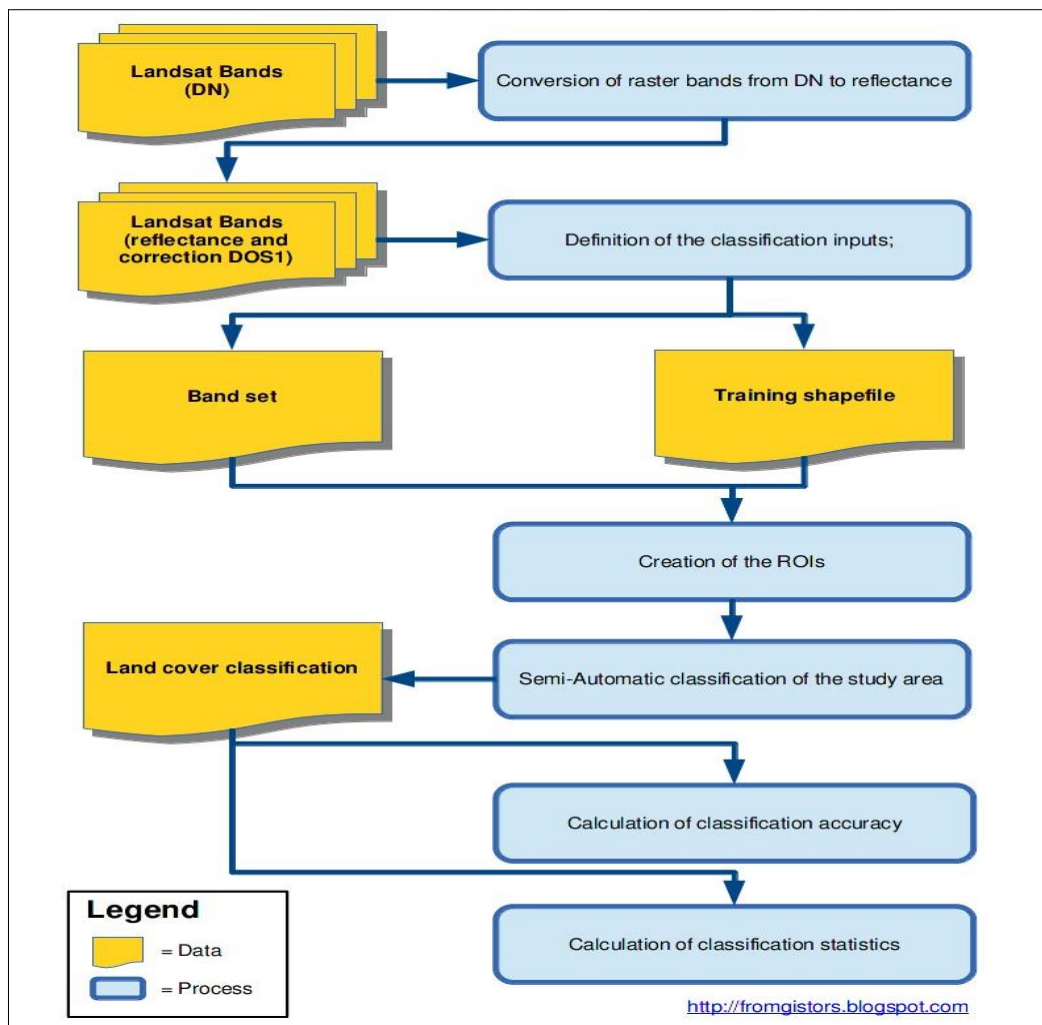 Landsat Bands
(DN)
Conversion of raster bands from DN to reflectance
Landsat Bands
(reflectance and
correction DOS1)
Definition of the classification inputs;
Band set
Training shapefile
Creation of the ROIs
Land cover classification
Semi-Automatic classification of the study area
Calculation of classification accuracy
Calculation of classification statistics
Legend
= Data
= Process
http://fromgistors.blogspot.com